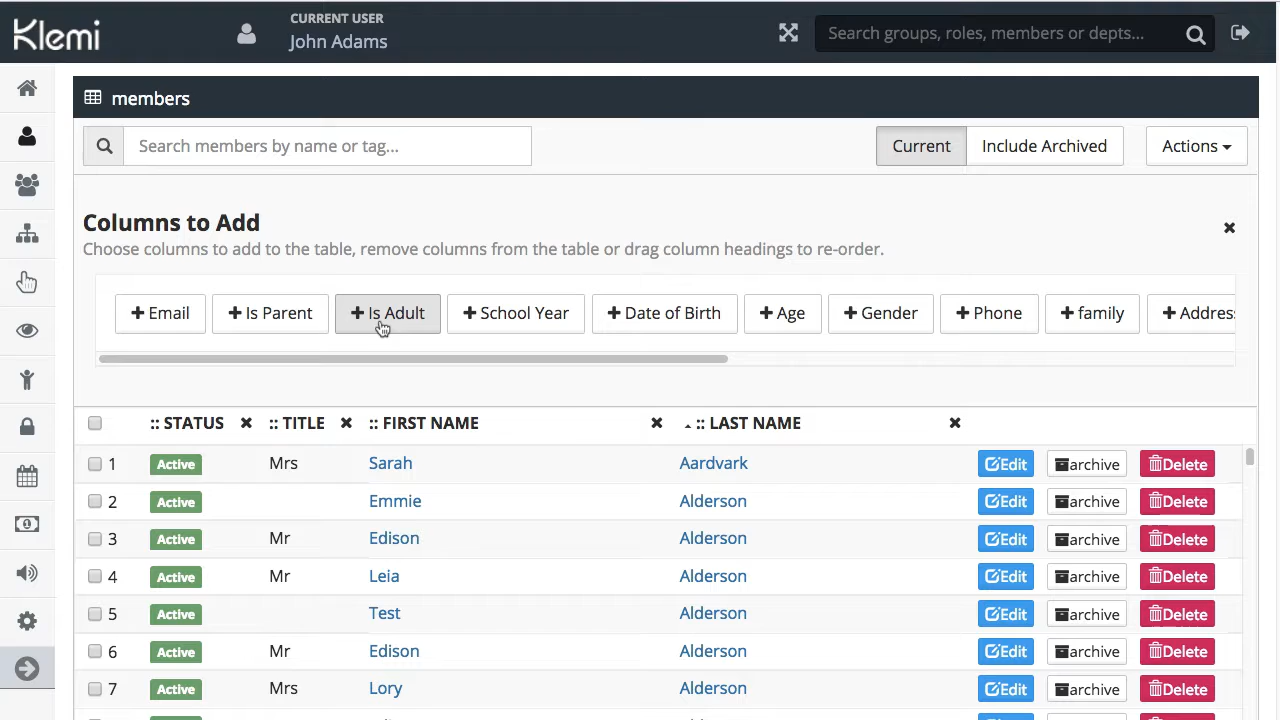 Klemi
CURRENT USER
John Adams
Search groups, roles, members or depts...
members
Search members by name or tag...
Current
Include Archived
Actions
Columns to Add
Choose columns to add to the table, remove columns from the table or drag column headings to re-order.
+ Email
+ Is Parent
+ Is Adult
+ School Year
+ Date of Birth
+ Age
+ Gender
+ Phone
+ family
+ Addres
:: STATUS ✖ :: TITLE ✖ :: FIRST NAME ✖ :: LAST NAME ✖
1 Active Mrs Sarah Aardvark Edit archive Delete
2 Active Emmie Alderson Edit archive Delete
3 Active Mr Edison Alderson Edit archive Delete
4 Active Mr Leia Alderson Edit archive Delete
5 Active Test Alderson Edit archive Delete
6 Active Mr Edison Alderson Edit archive Delete
7 Active Mrs Lory Alderson Edit archive Delete